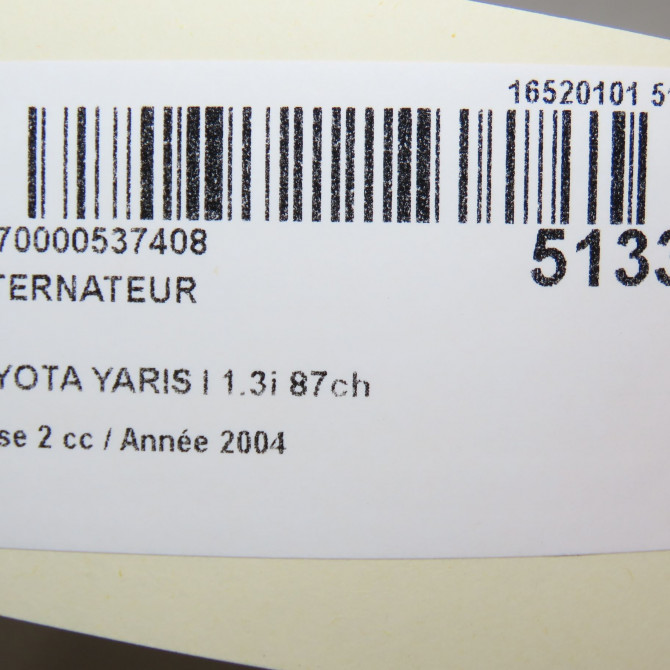 16520101 51
70000537408
5133
TERNATEUR
YOTA YARIS I 1.3i 87ch
se 2 cc / Année 2004